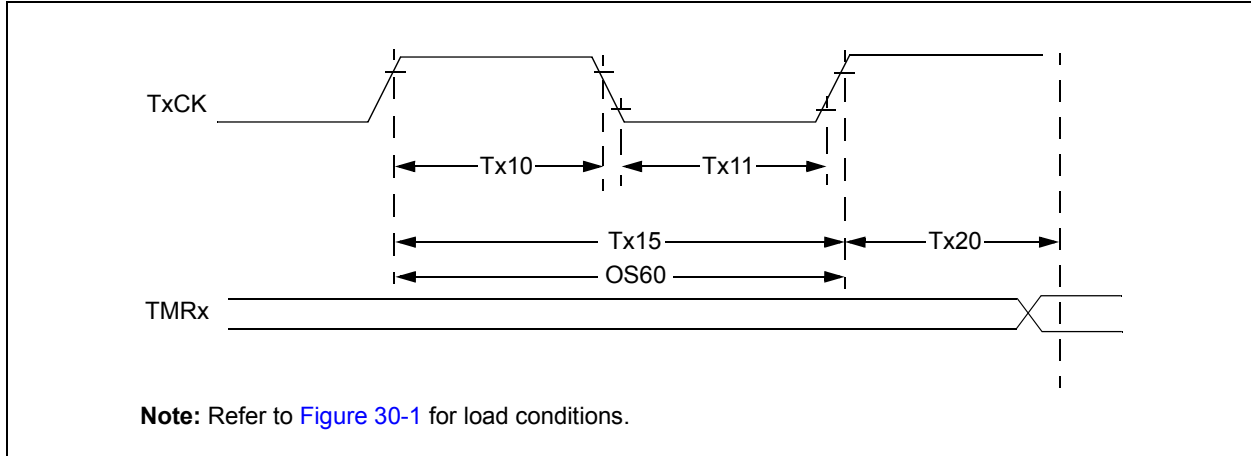 TxCK
Tx10 Tx11
Tx15 Tx20
OS60
TMRx
Note: Refer to Figure 30-1 for load conditions.